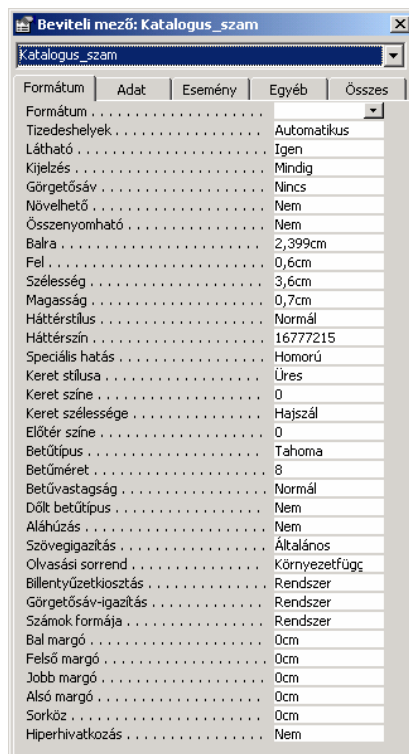 Beviteli mező: Katalogus_szam
Katalogus_szam
Formátum Adat Esemény Egyéb Összes
Formátum . . . . . . . . . . . . . . . . . . . . . .
Tizedeshelyek . . . . . . . . . . . . . . . . . . Automatikus
Látható . . . . . . . . . . . . . . . . . . . . . . . Igen
Kijelzés . . . . . . . . . . . . . . . . . . . . . . . Mindig
Görgetősáv . . . . . . . . . . . . . . . . . . . . Nincs
Növelhető . . . . . . . . . . . . . . . . . . . . . Nem
Összenyomható . . . . . . . . . . . . . . . . . Nem
Balra . . . . . . . . . . . . . . . . . . . . . . . . . 2,399cm
Fel . . . . . . . . . . . . . . . . . . . . . . . . . . 0,6cm
Szélesség . . . . . . . . . . . . . . . . . . . . . 3,6cm
Magasság . . . . . . . . . . . . . . . . . . . . . 0,7cm
Háttérstílus . . . . . . . . . . . . . . . . . . . . Normál
Háttérszín . . . . . . . . . . . . . . . . . . . . . 16777215
Speciális hatás . . . . . . . . . . . . . . . . . . Homorú
Keret stílusa . . . . . . . . . . . . . . . . . . . Üres
Keret színe . . . . . . . . . . . . . . . . . . . . 0
Keret szélessége . . . . . . . . . . . . . . . . Hajszál
Előtér színe . . . . . . . . . . . . . . . . . . . . 0
Betűtípus . . . . . . . . . . . . . . . . . . . . . Tahoma
Betűméret . . . . . . . . . . . . . . . . . . . . . 8
Betűvastagság . . . . . . . . . . . . . . . . . . Normál
Dőlt betűtípus . . . . . . . . . . . . . . . . . . Nem
Aláhúzás . . . . . . . . . . . . . . . . . . . . . . Nem
Szövegigazítás . . . . . . . . . . . . . . . . . . Általános
Olvasási sorrend . . . . . . . . . . . . . . . . Környezetfügg
Billentyűzetkiosztás . . . . . . . . . . . . . . Rendszer
Görgetősáv-igazítás . . . . . . . . . . . . . . Rendszer
Számok formája . . . . . . . . . . . . . . . . . Rendszer
Bal margó . . . . . . . . . . . . . . . . . . . . . 0cm
Felső margó . . . . . . . . . . . . . . . . . . . 0cm
Jobb margó . . . . . . . . . . . . . . . . . . . . 0cm
Alsó margó . . . . . . . . . . . . . . . . . . . . 0cm
Sorköz . . . . . . . . . . . . . . . . . . . . . . . 0cm
Hiperhivatkozás . . . . . . . . . . . . . . . . . Nem